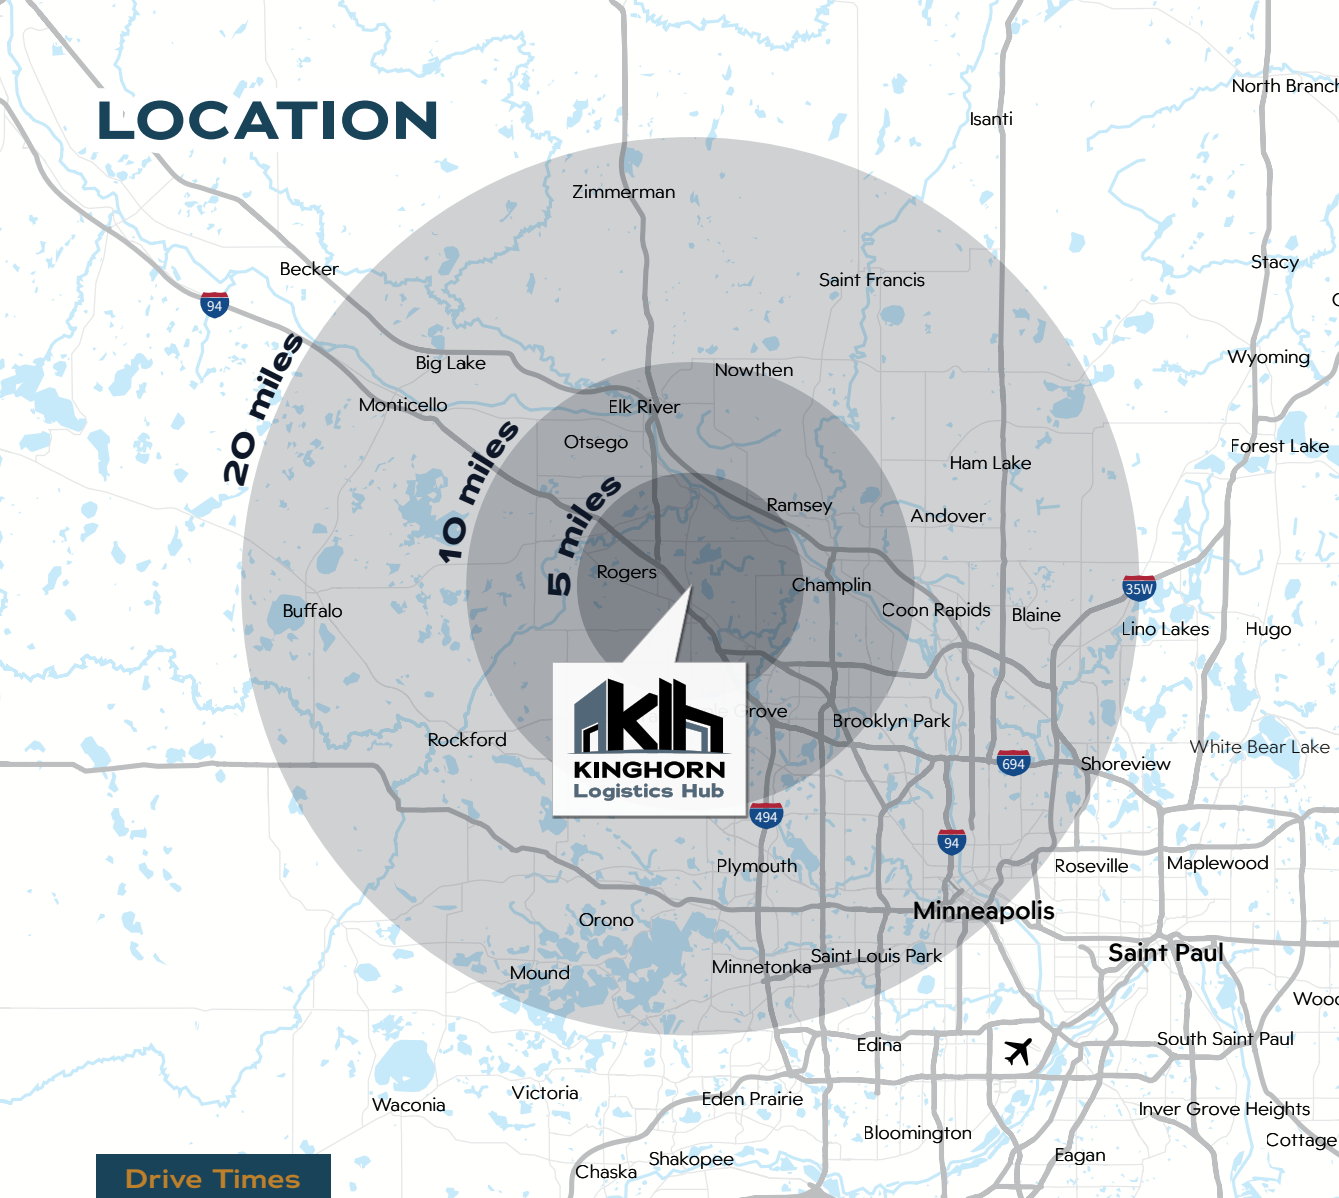 LOCATION
North Branch
Isanti
Zimmerman
Becker
Saint Francis
Stacy
94
20 miles
Big Lake
Nowthen
Wyoming
Monticello
Elk River
10 miles
Otsego
Forest Lake
Ham Lake
5 miles
Ramsey
Andover
Rogers
Champlin
35W
Buffalo
Coon Rapids
Blaine
Lino Lakes
Hugo
Grove
Brooklyn Park
Rockford
White Bear Lake
694
Shoreview
klh
KINGHORN
Logistics Hub
494
94
Plymouth
Roseville
Maplewood
Minneapolis
Orono
Saint Paul
Saint Louis Park
Mound
Minnetonka
South Saint Paul
Edina
Victoria
Eden Prairie
Waconia
Inver Grove Heights
Bloomington
Cottage
Eagan
Shakopee
Chaska
Drive Times